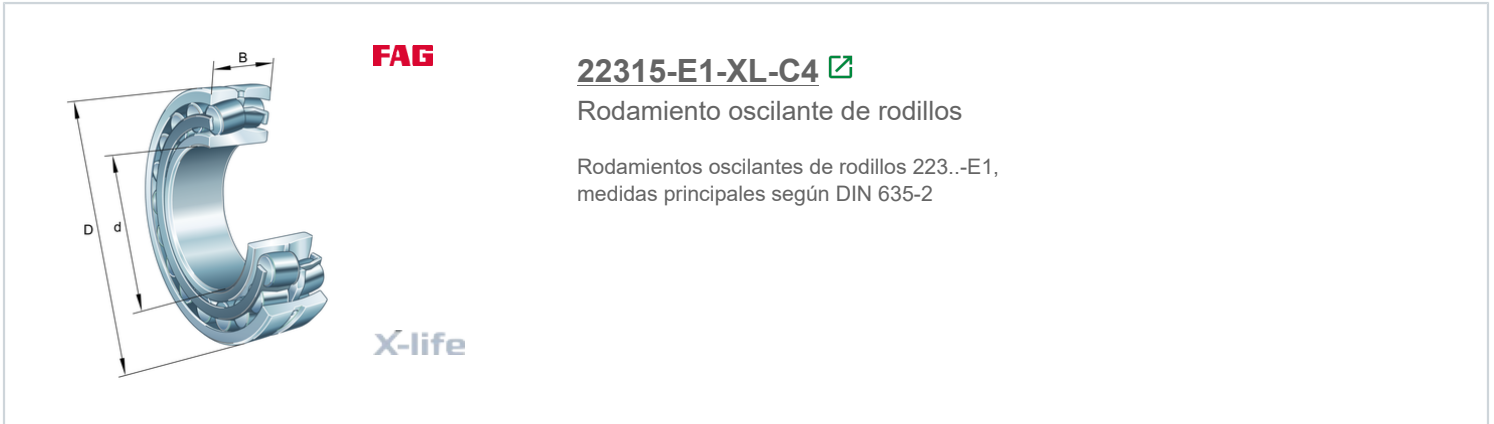 FAG
B
D
d
X-life
22315-E1-XL-C4
Rodamiento oscilante de rodillos
Rodamientos oscilantes de rodillos 223..-E1,
medidas principales según DIN 635-2